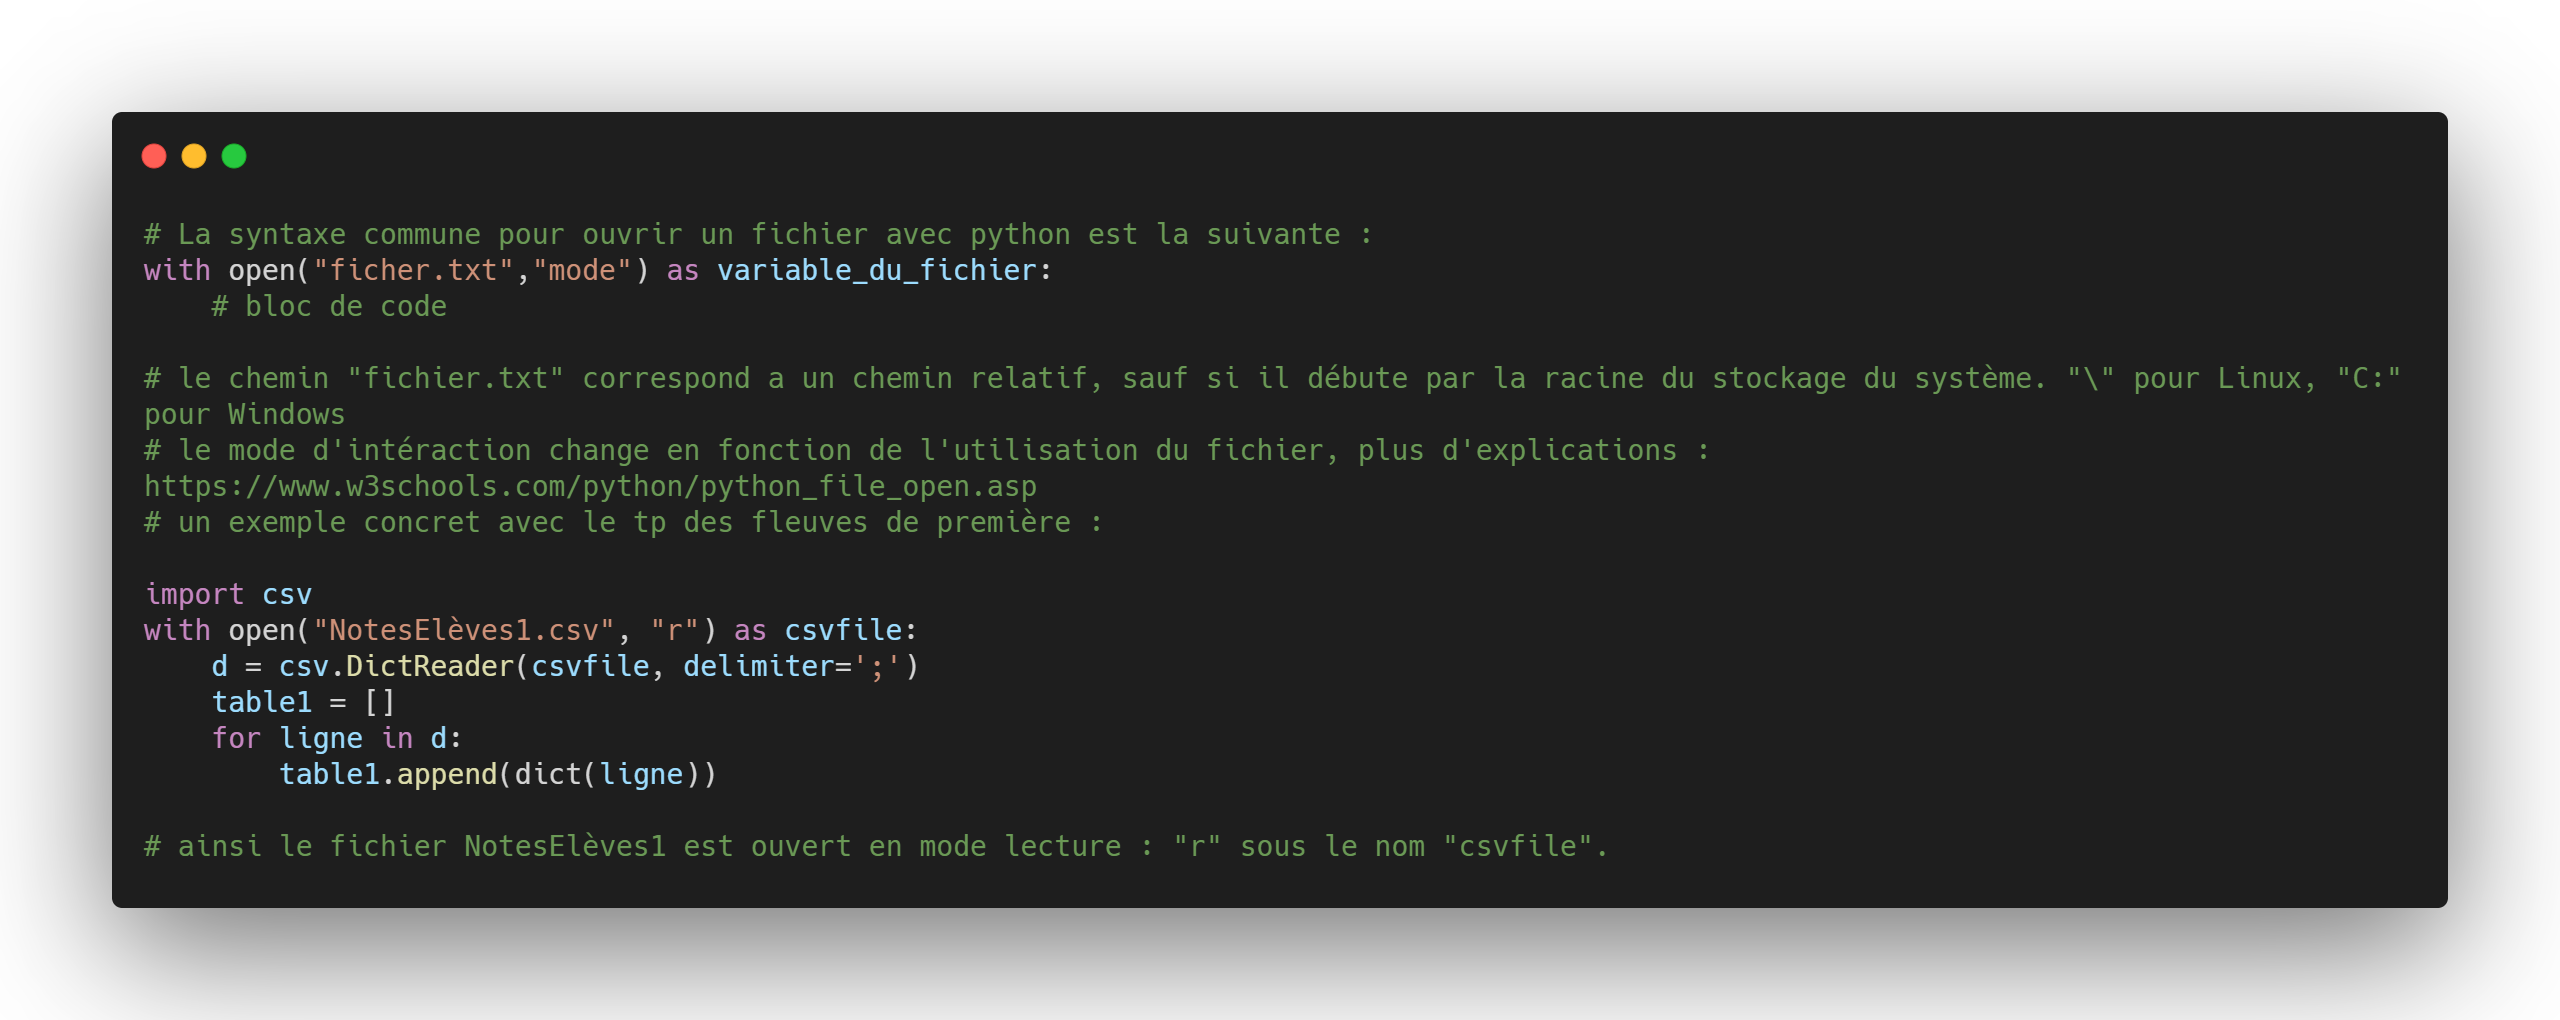 # La syntaxe commune pour ouvrir un fichier avec python est la suivante :
with open("ficher.txt","mode") as variable_du_fichier:
    # bloc de code

# le chemin "fichier.txt" correspond a un chemin relatif, sauf si il débute par la racine du stockage du système. "\" pour Linux, "C:"
pour Windows
# le mode d'intéraction change en fonction de l'utilisation du fichier, plus d'explications :
https://www.w3schools.com/python/python_file_open.asp
# un exemple concret avec le tp des fleuves de première :

import csv
with open("NotesElèves1.csv", "r") as csvfile:
    d = csv.DictReader(csvfile, delimiter=';')
    table1 = []
    for ligne in d:
        table1.append(dict(ligne))

# ainsi le fichier NotesElèves1 est ouvert en mode lecture : "r" sous le nom "csvfile".